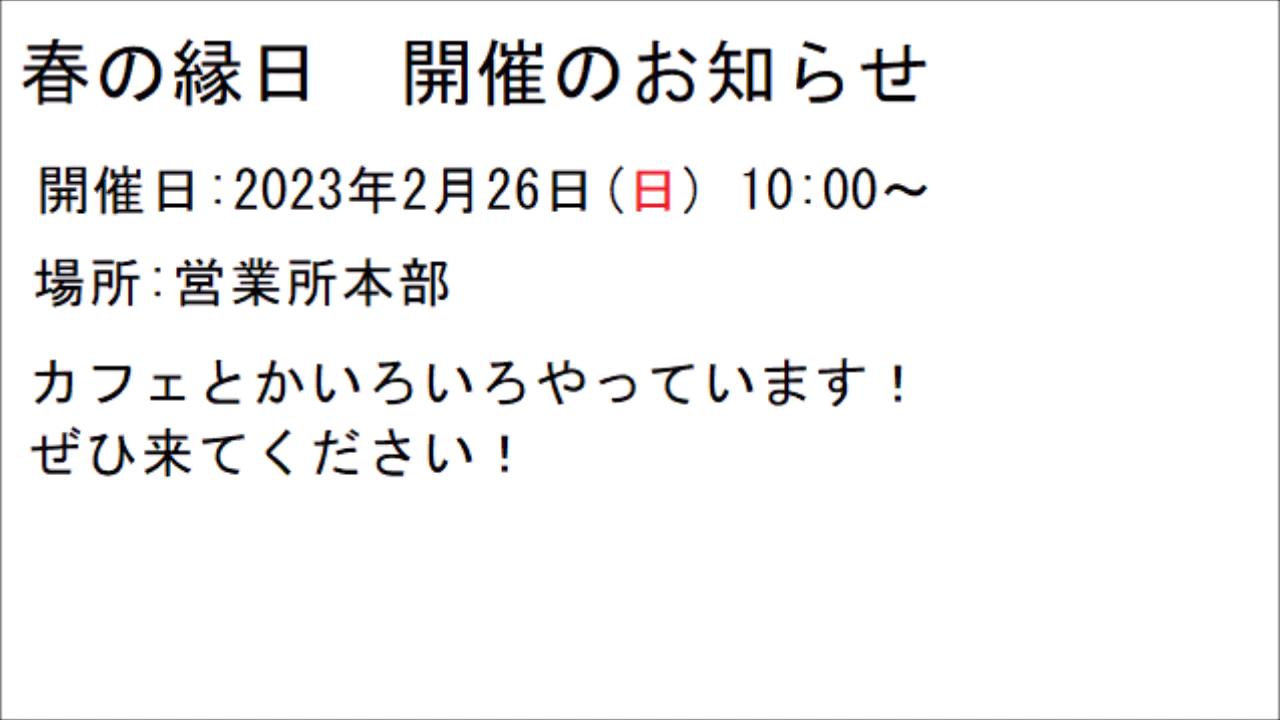 春の縁日　開催のお知らせ
開催日:2023年2月26日(日) 10:00～
場所:営業所本部
カフェとかいろいろやっています！
ぜひ来てください！